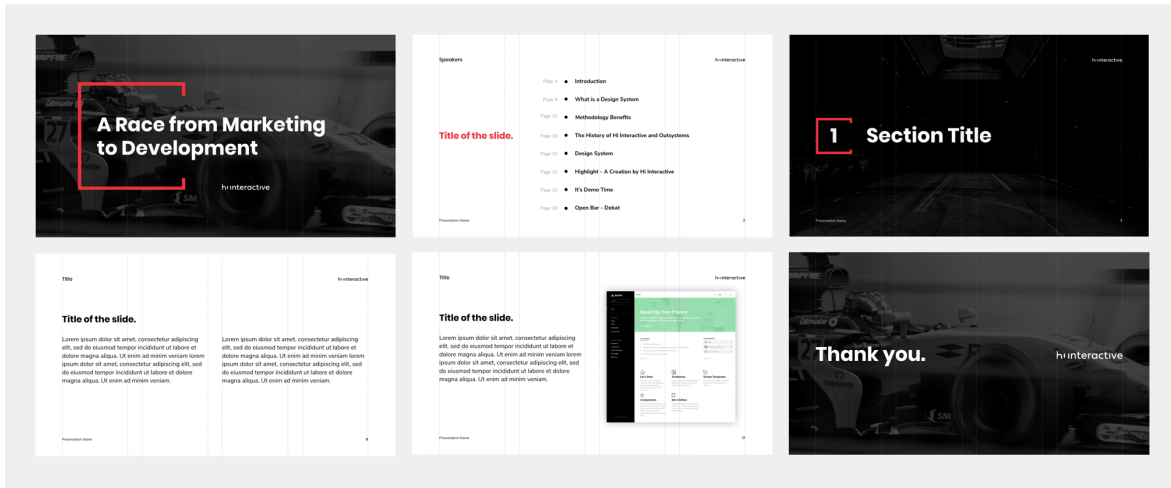 A Race from Marketing
to Development
hi interactive
27
Speakers
hi interactive
Title of the slide.
Page 4 Introduction
What is a Design System
Page 10 Methodology Benefits
Page 10 The History of Hi Interactive and Outsystems
Page 10 Design System
Page 10 Highlight - A Creation by Hi Interactive
Page 10 It's Demo Time
Page 10 Open Bar - Debat
Presentation Name
hi interactive
1
Section Title
Presentation Name
Title
hi interactive
Title of the slide.
Lorem ipsum dolor sit amet, consectetur adipiscing
elit, sed do eiusmod tempor incididunt ut labore et
dolore magna aliqua. Ut enim ad minim veniam lorem
ipsum dolor sit amet, consectetur adipiscing elit, sed
do eiusmod tempor incididunt ut labore et dolore
magna aliqua. Ut enim ad minim veniam.
Lorem ipsum dolor sit amet, consectetur adipiscing
elit, sed do eiusmod tempor incididunt ut labore et
dolore magna aliqua. Ut enim ad minim veniam lorem
ipsum dolor sit amet, consectetur adipiscing elit, sed
do eiusmod tempor incididunt ut labore et dolore
magna aliqua. Ut enim ad minim veniam.
Presentation Name
Title
hi interactive
Title of the slide.
Lorem ipsum dolor sit amet, consectetur adipiscing
elit, sed do eiusmod tempor incididunt ut labore et
dolore magna aliqua. Ut enim ad minim veniam lorem
ipsum dolor sit amet, consectetur adipiscing elit, sed
do eiusmod tempor incididunt ut labore et dolore
magna aliqua. Ut enim ad minim veniam.
Speed Up Your Process
Presentation Name
Thank you.
hi interactive